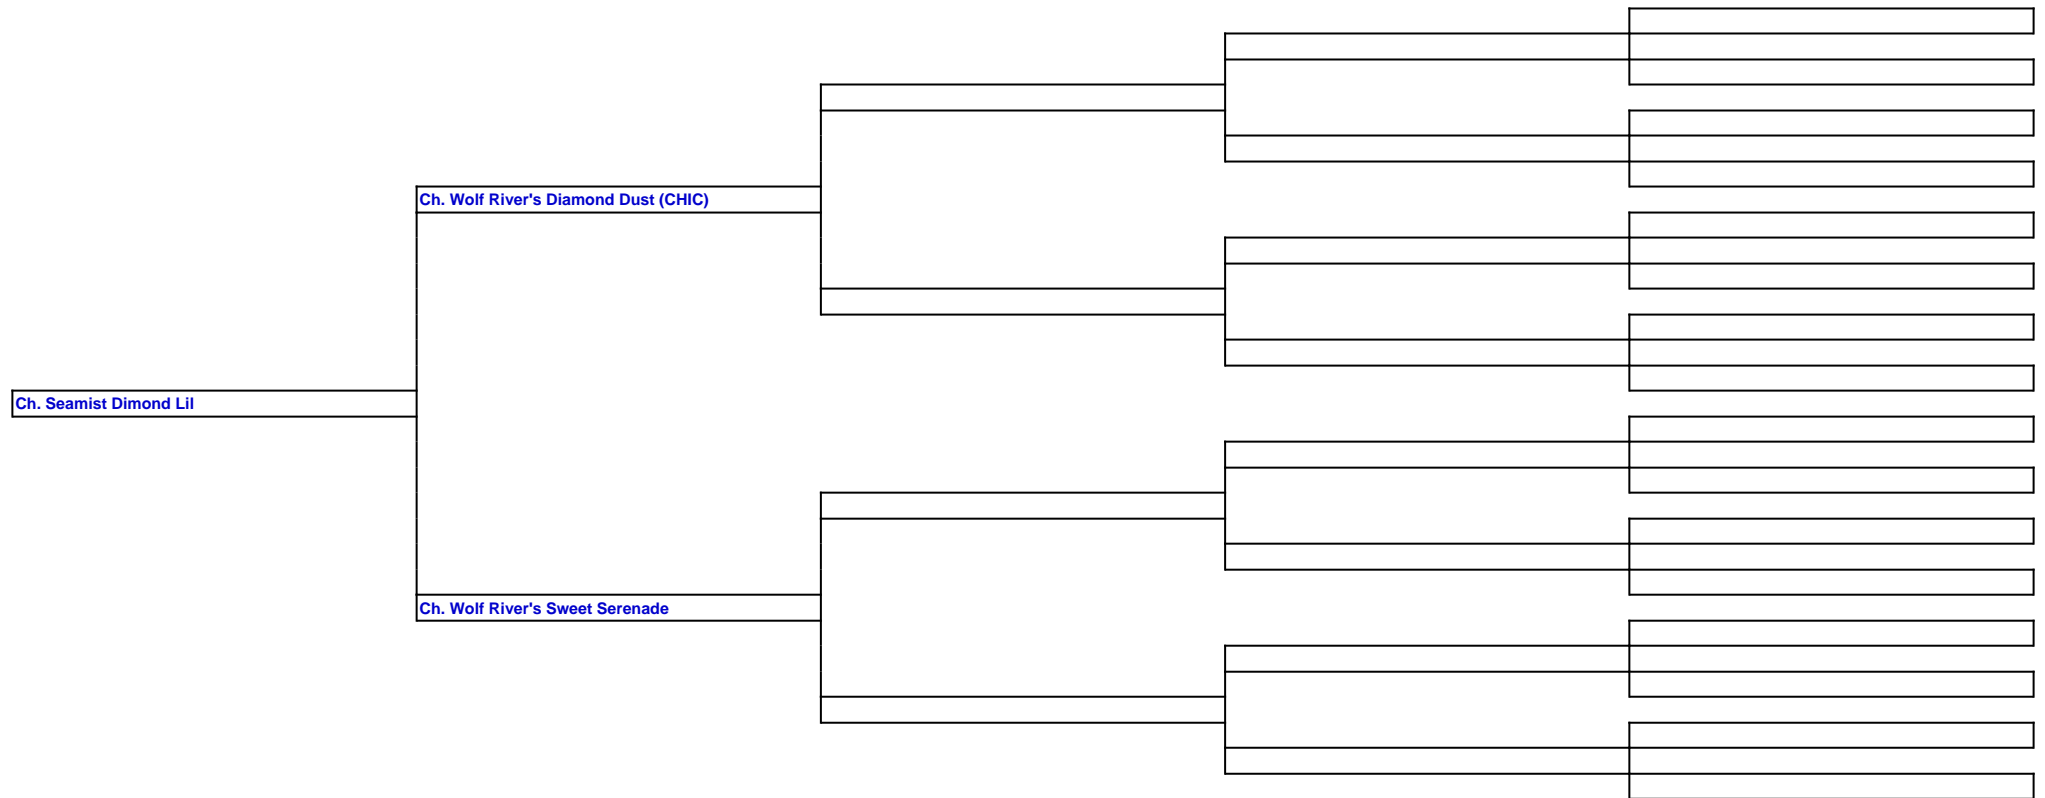 Ch. Wolf River's Diamond Dust (CHIC)
Ch. Seamist Dimond Lil
Ch. Wolf River's Sweet Serenade